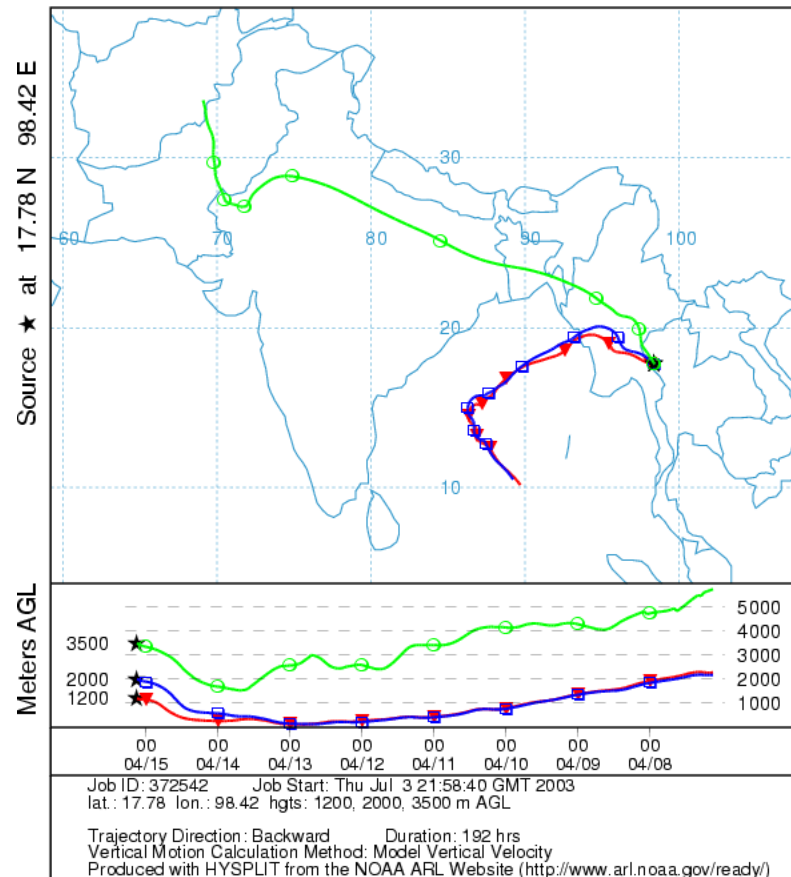 Source ★ at 17.78 N 98.42 E
30
60 70 80 90 100
20
10
Meters AGL
3500
2000
1200
5000
4000
3000
2000
1000
00 00 00 00 00 00 00 00
04/15 04/14 04/13 04/12 04/11 04/10 04/09 04/08
Job ID: 372542 Job Start: Thu Jul 3 21:58:40 GMT 2003
lat.: 17.78 lon.: 98.42 hgts: 1200, 2000, 3500 m AGL
Trajectory Direction: Backward Duration: 192 hrs
Vertical Motion Calculation Method: Model Vertical Velocity
Produced with HYSPLIT from the NOAA ARL Website (http://www.arl.noaa.gov/ready/)